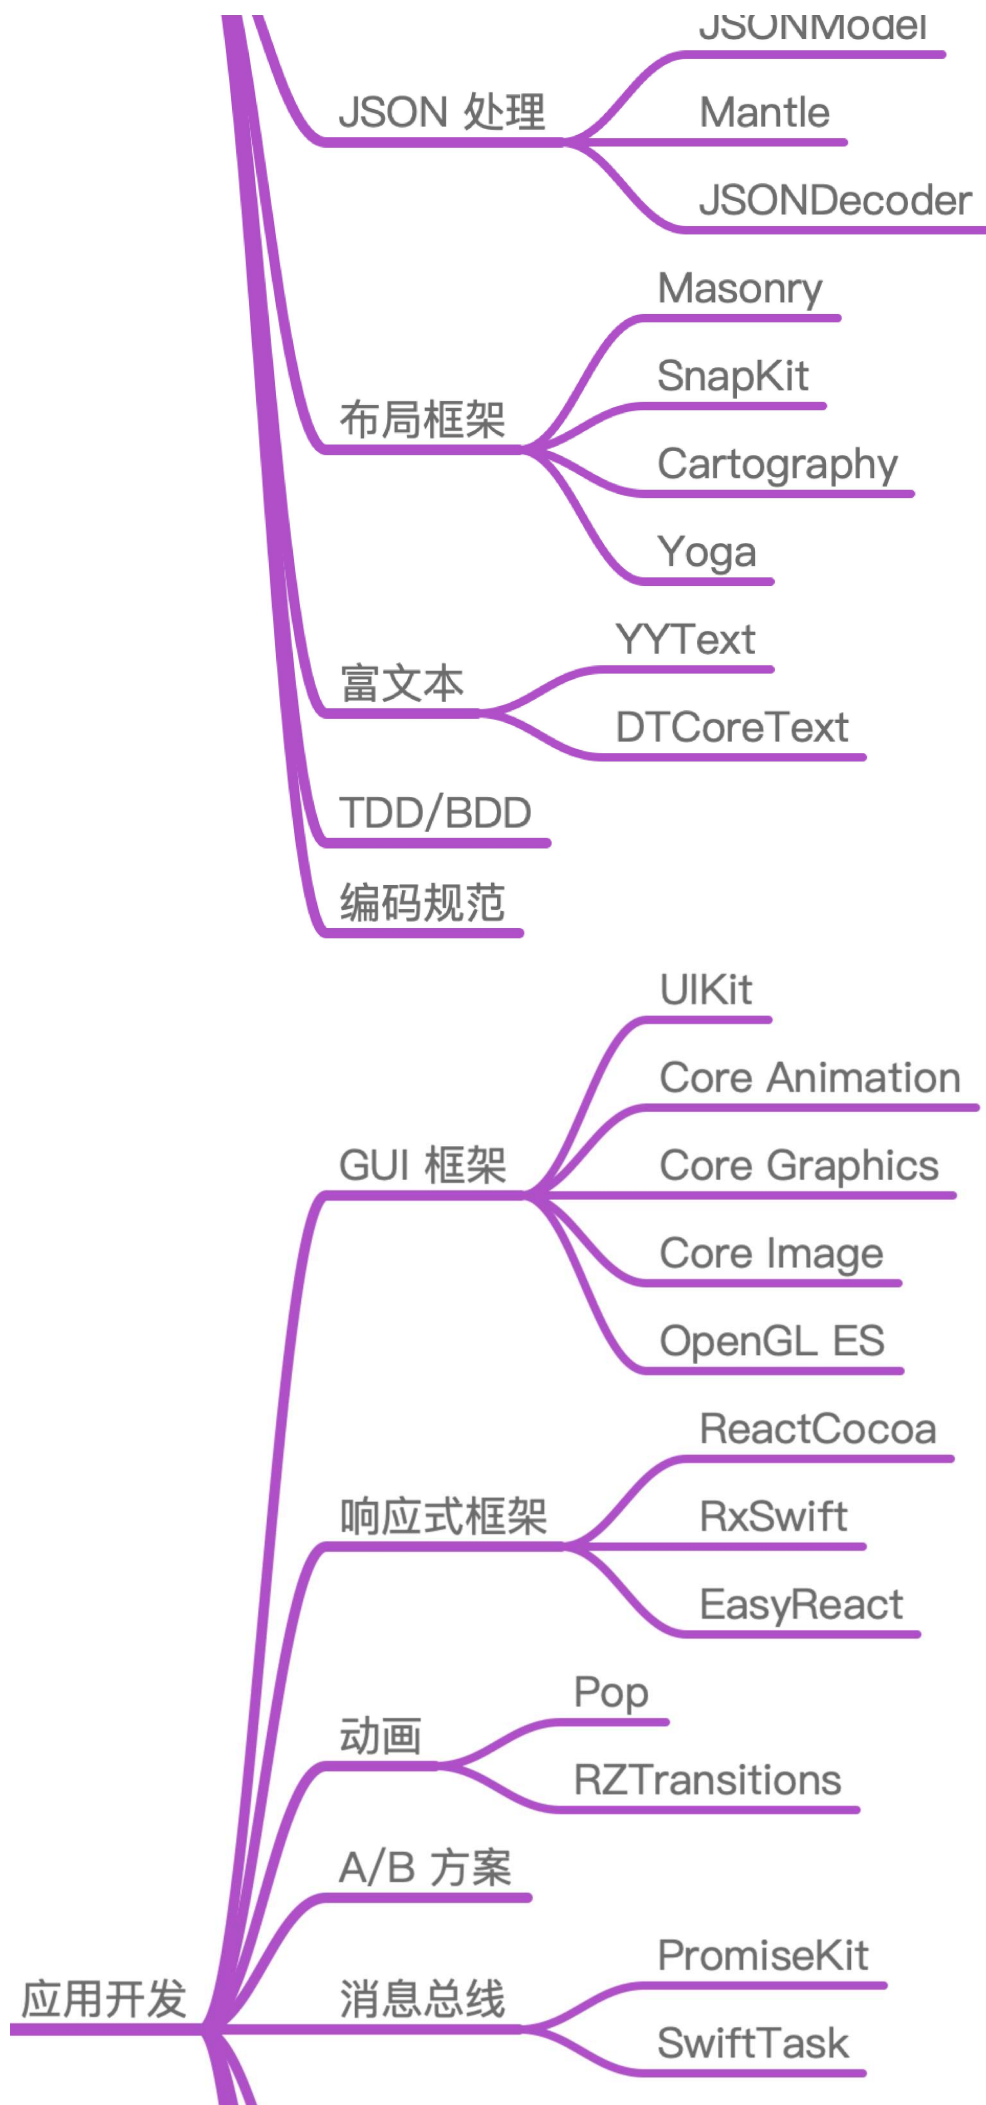 JSONModel
JSON 处理
Mantle
JSONDecoder
Masonry
SnapKit
布局框架
Cartography
Yoga
YYText
富文本
DTCoreText
TDD/BDD
编码规范
UIKit
Core Animation
GUI 框架
Core Graphics
Core Image
OpenGL ES
ReactCocoa
响应式框架
RxSwift
EasyReact
Pop
动画
RZTransitions
A/B 方案
PromiseKit
应用开发
消息总线
SwiftTask